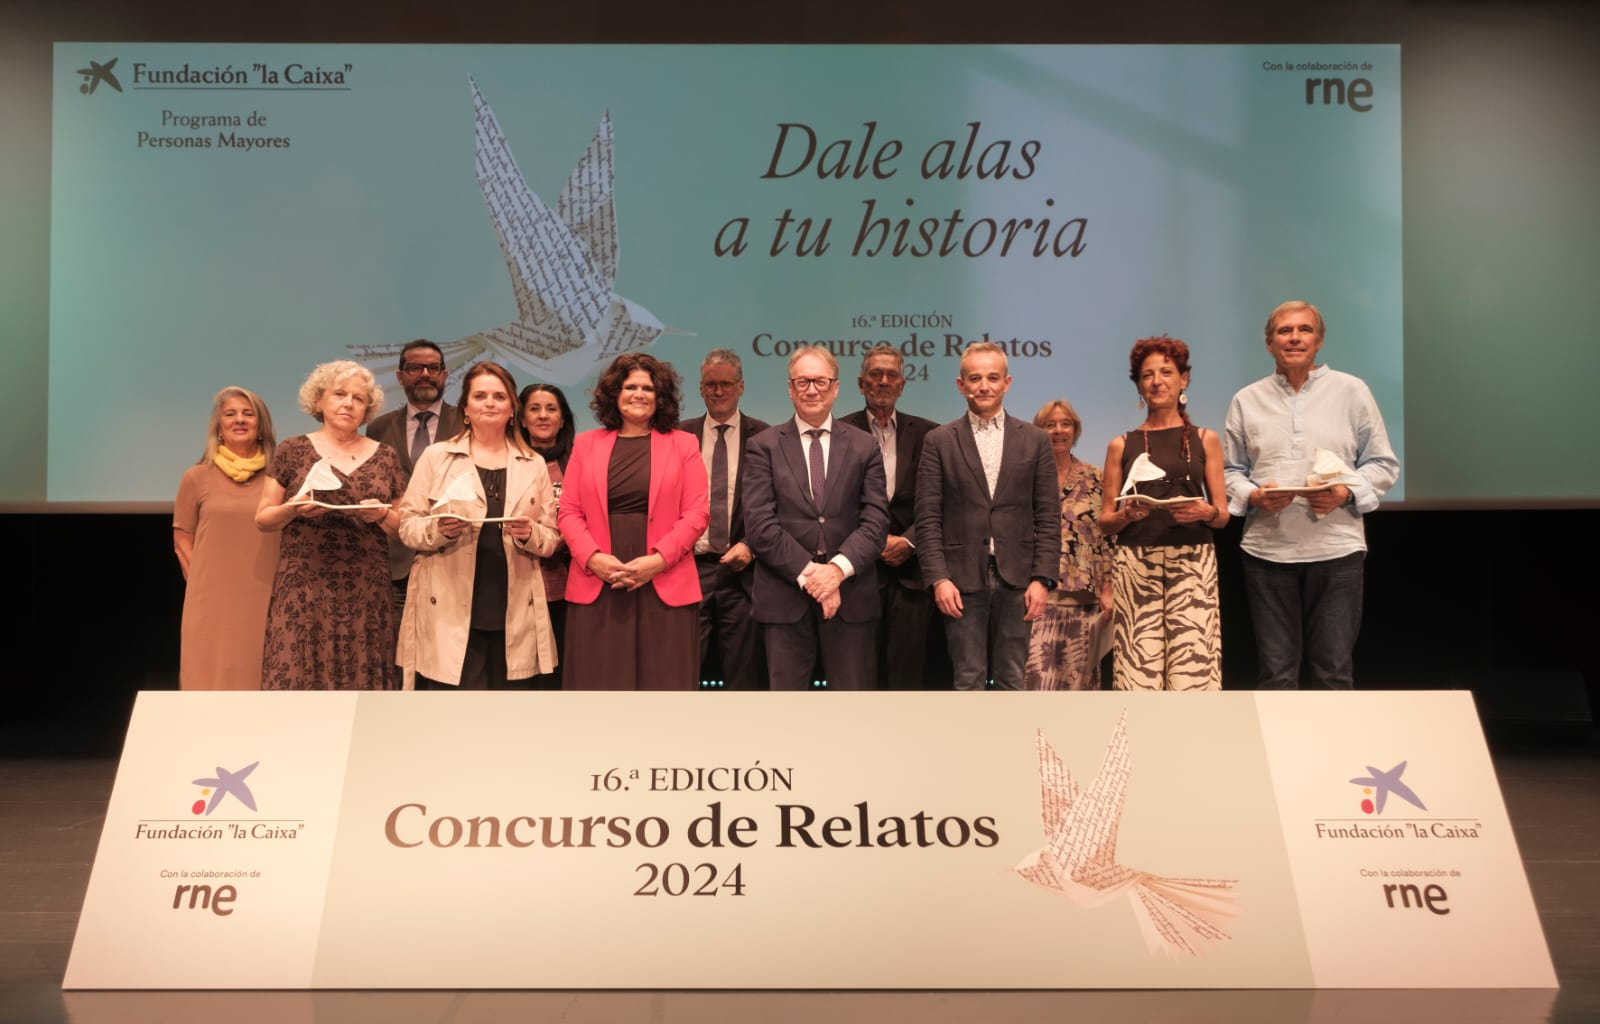 Fundación "la Caixa"
Programa de
Personas Mayores
Con la colaboración de
rne
Dale alas
a tu historia
16.ª EDICIÓN
Concurso de Relatos
24
16.ª EDICIÓN
Concurso de Relatos
2024
Fundación "la Caixa"
Con la colaboración de
rne
Fundación "la Caixa"
Con la colaboración de
rne